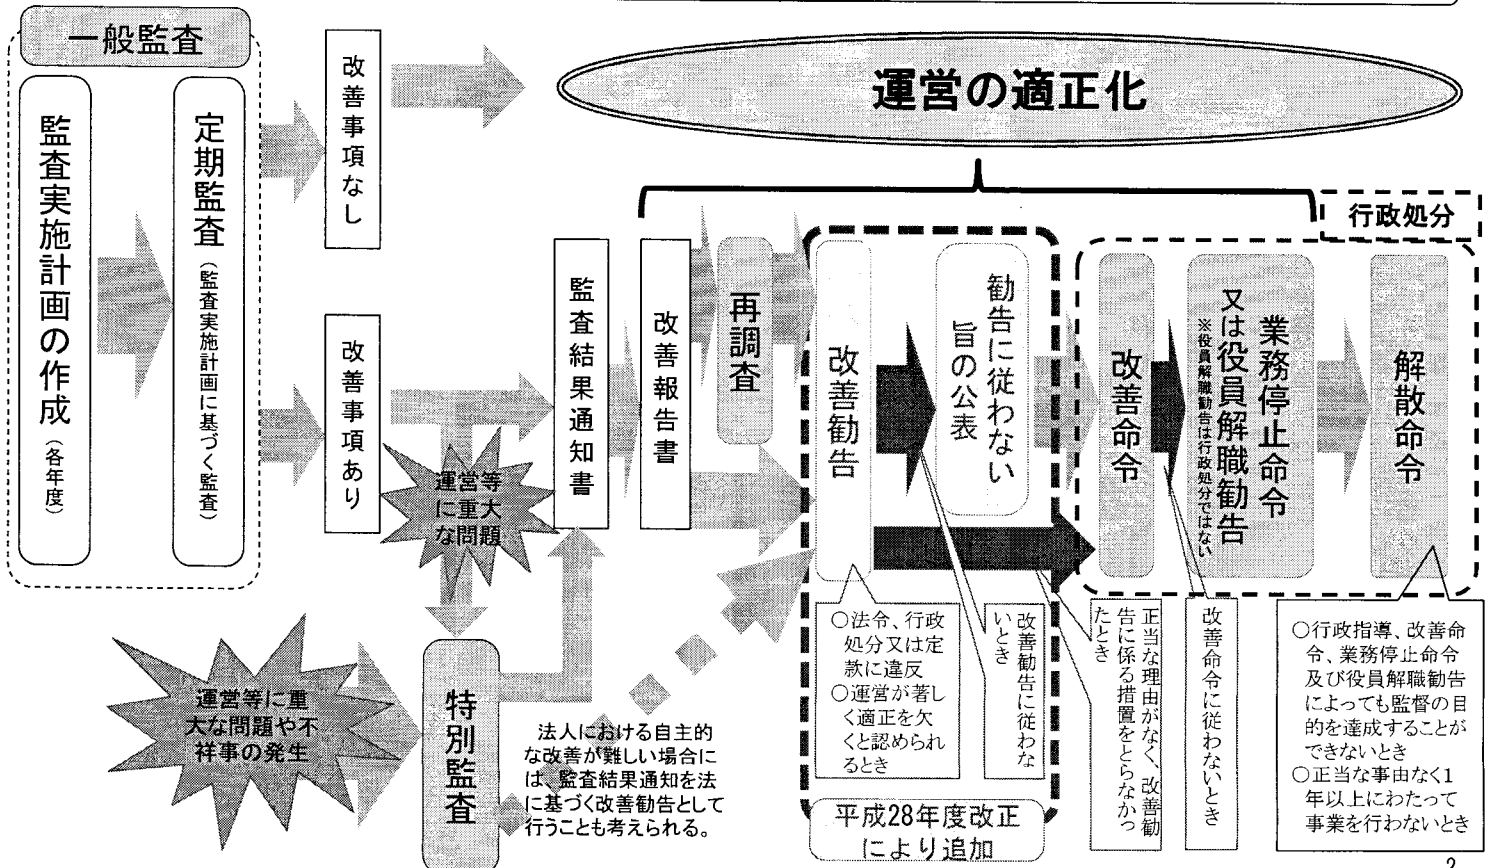 一般監査
監査実施計画の作成（各年度）
定期監査（監査実施計画に基づく監査）
改善事項なし
改善事項あり
運営の適正化
運営等
に重大
な問題
運営等に重
大な問題や不
祥事の発生
特別監査
監査結果通知書
改善報告書
再調査
改善勧告
勧告に従わない
旨の公表
行政処分
改善命令
業務停止命令
又は役員解職勧告
※役員解職勧告は行政処分ではない
解散命令
法人における自主的
な改善が難しい場合に
は、監査結果通知を法
に基づく改善勧告として
行うことも考えられる。
○法令、行政
処分又は定
款に違反
○運営が著し
く適正を欠
くと認められ
るとき
改善勧告に従わな
いとき
正当な理由がなく、改善勧
告に係る措置をとらなかっ
たとき
改善命令に従わないとき
○行政指導、改善命
令、業務停止命令
及び役員解職勧告
によっても監督の目
的を達成することが
できないとき
○正当な事由なく1
年以上にわたって
事業を行わないとき
平成28年度改正
により追加
2